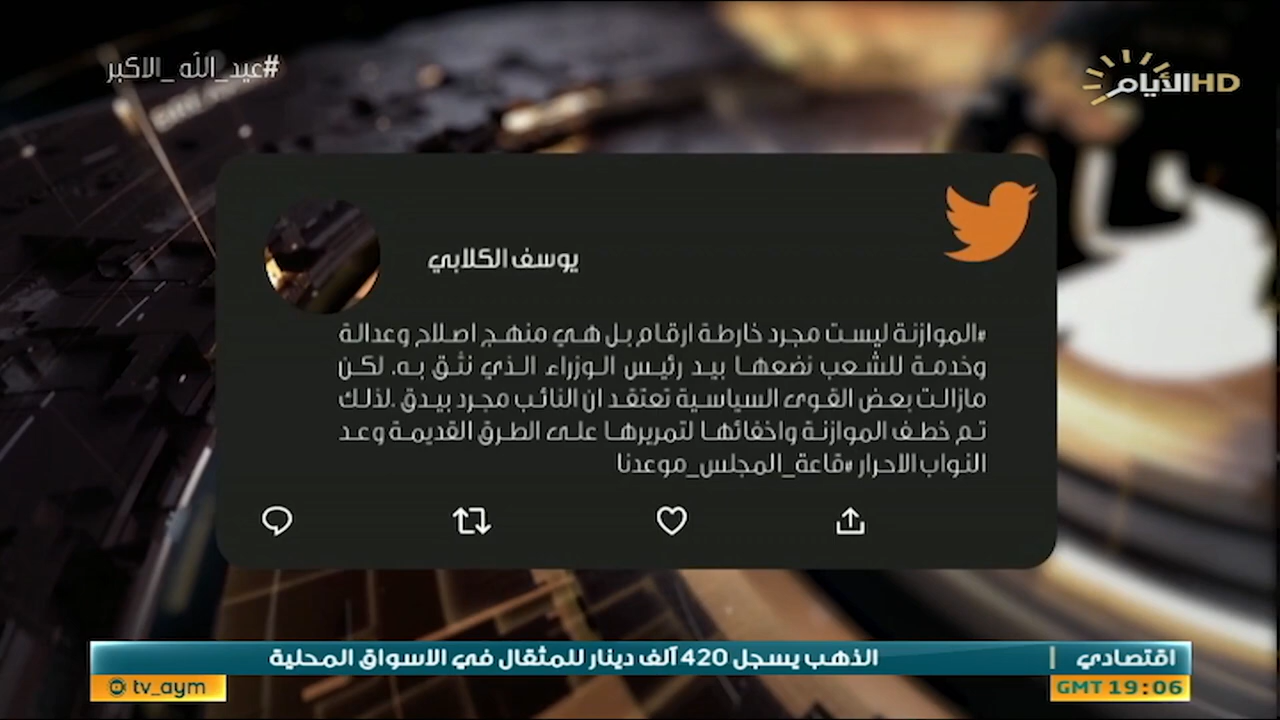 #عيد_الله_الاكبر
الأيام HD
يوسف الكلابي
#الموازنة ليست مجرد خارطة ارقام بل هي منهج اصلاح وعدالة
وخدمة للشعب نضعها بيد رئيس الوزراء الذي نثق به. لكن
مازالت بعض القوى السياسية تعتقد ان النائب مجرد بيدق .لذلك
تم خطف الموازنة واخفائها لتمريرها على الطرق القديمة وعد
النواب الاحرار #قاعة_المجلس_موعدنا
اقتصادي | الذهب يسجل 420 آلف دينار للمثقال في الاسواق المحلية
tv_aym
GMT 19:06